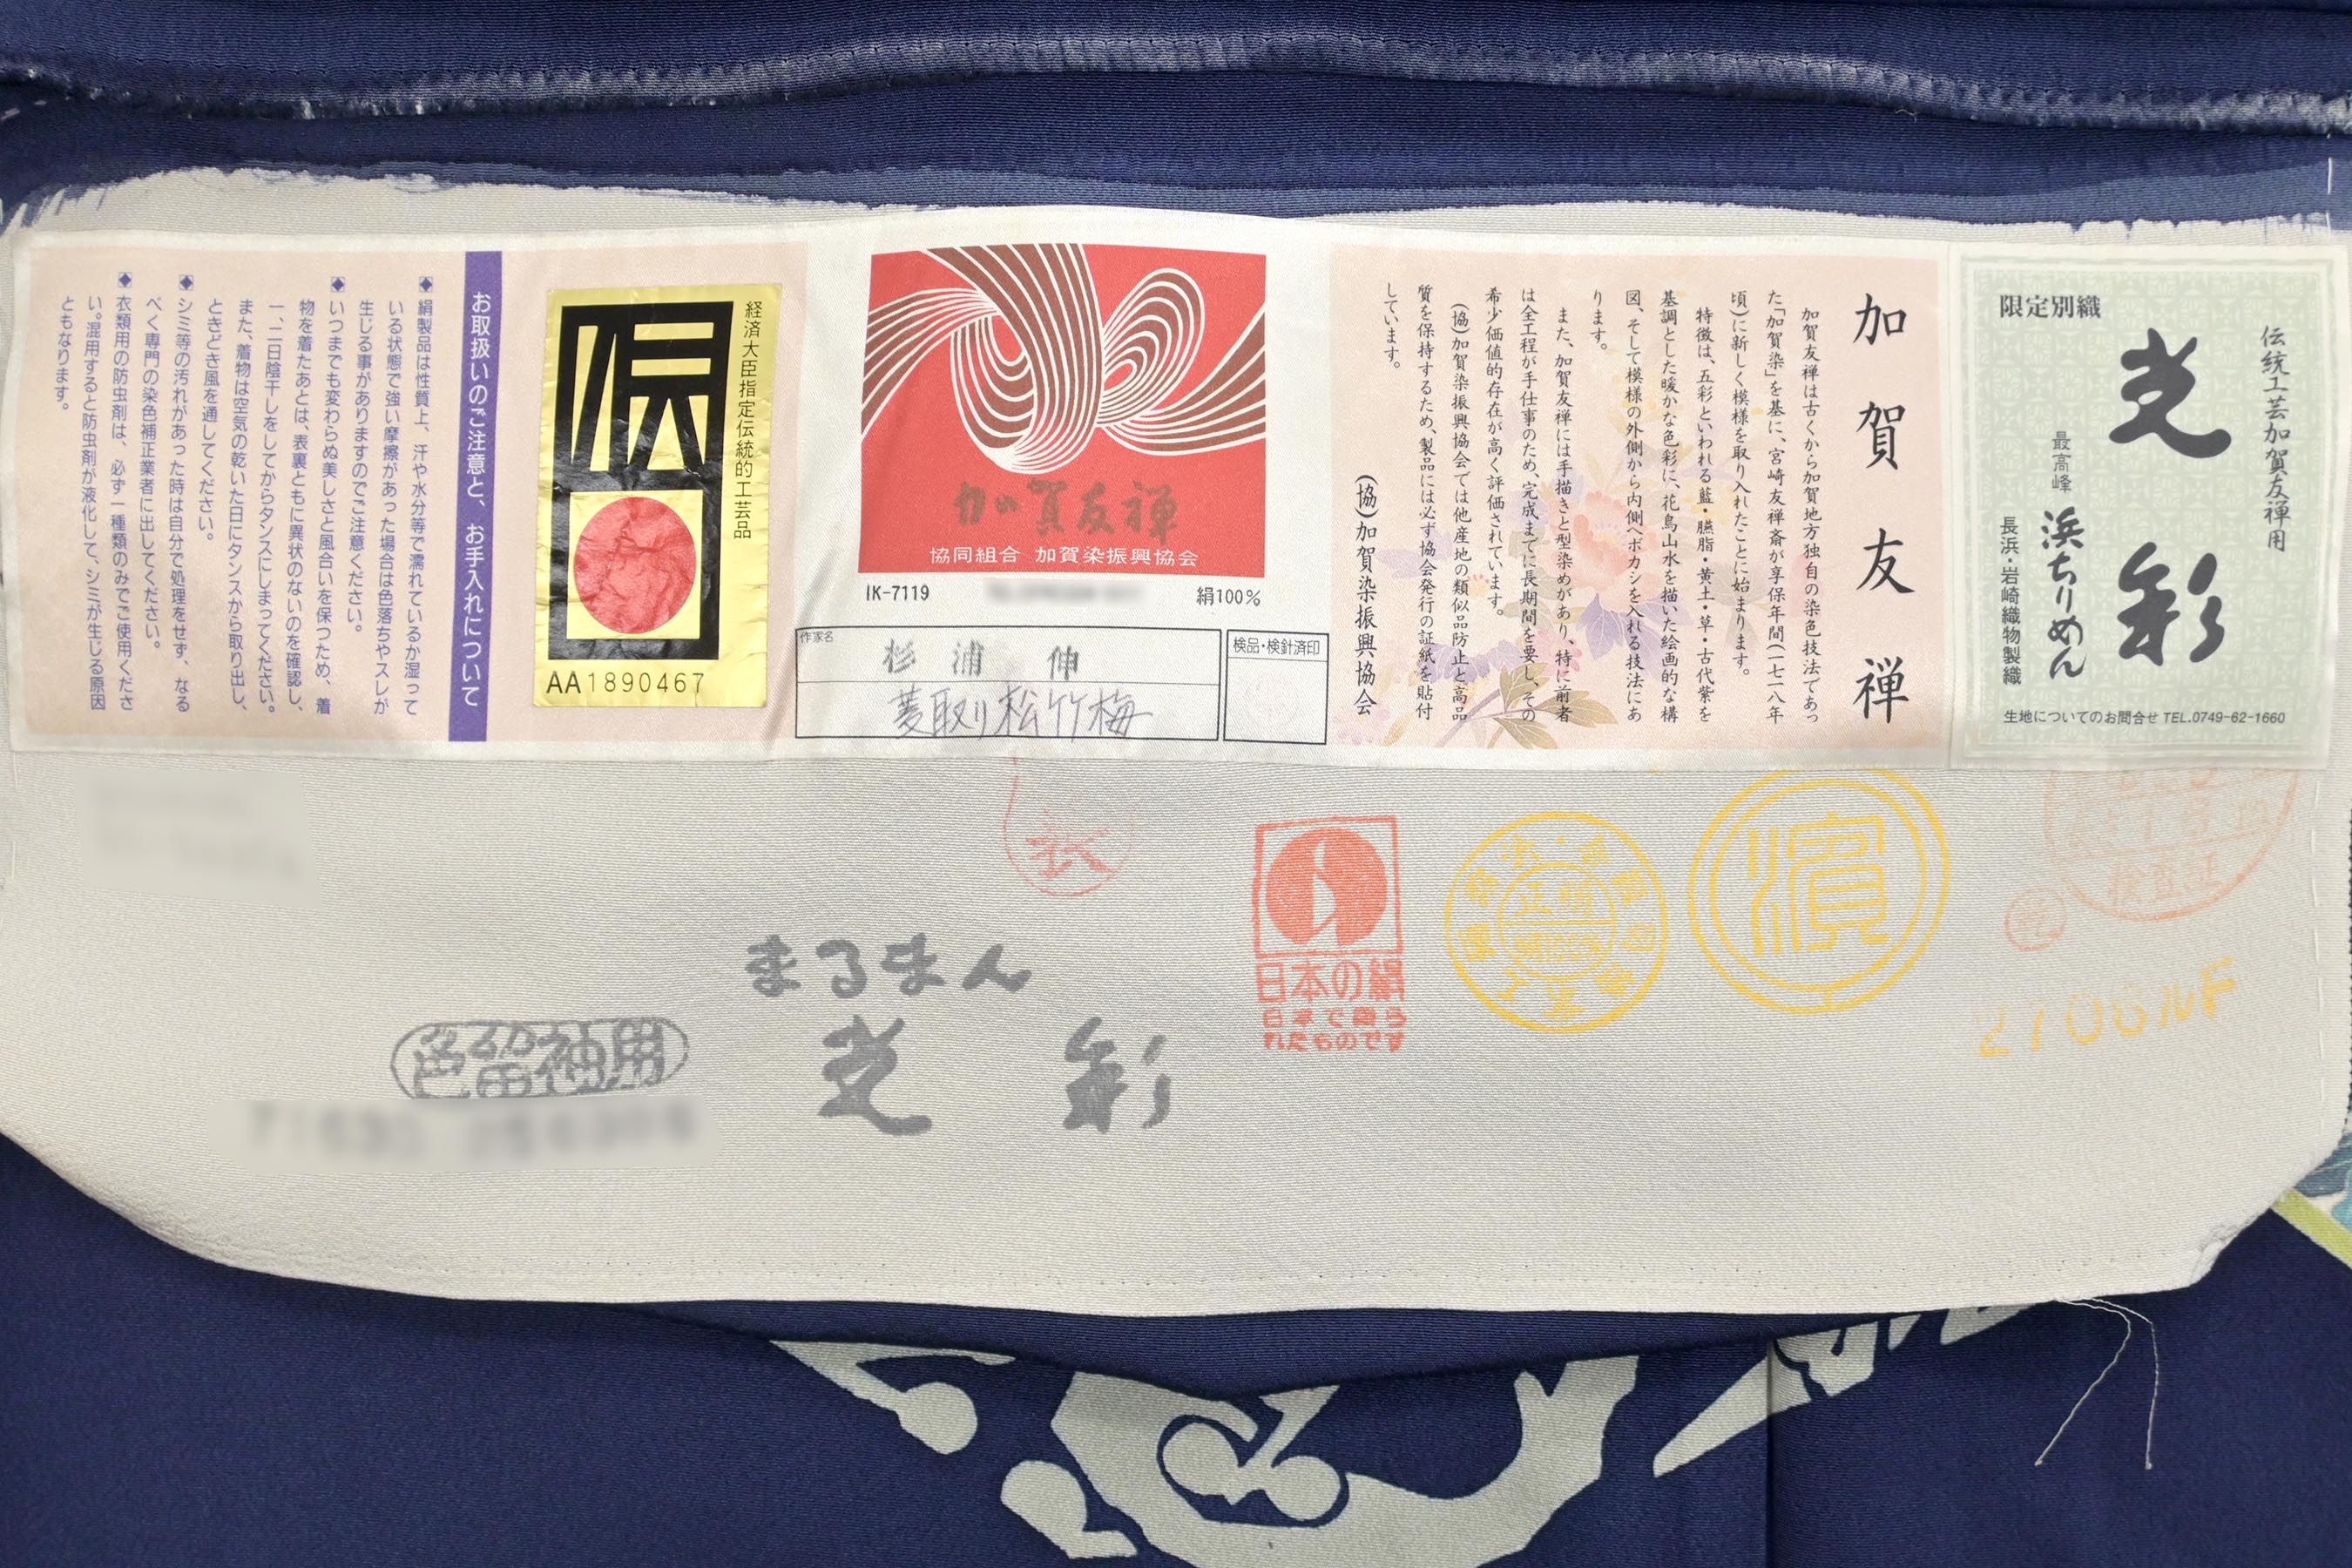 伝統工芸加賀友禅用
限定別織
光彩
最高峰 浜ちりめん
長浜・岩崎織物製織
生地についてのお問合せ TEL.0749-62-1660
加賀友禅
加賀友禅は古くから加賀地方独自の染色技法であっ
た「加賀染」を基に、宮崎友禅斎が享保年間(一七一八年
頃)に新しく模様を取り入れたことに始まります。
特徴は、五彩といわれる藍・臙脂・黄土・草・古代紫を
基調とした暖かな色彩に、花鳥山水を描いた絵画的な構
図、そして模様の外側から内側へボカシを入れる技法にあ
ります。
また、加賀友禅には手描きと型染めがあり、特に前者
は全工程が手仕事のため、完成までに長期間を要し、その
希少価値的存在が高く評価されています。
(協)加賀染振興協会では他産地の類似品防止と高品
質を保持するため、製品には必ず協会発行の証紙を貼付
しています。
(協)加賀染振興協会
加賀友禅
協同組合 加賀染振興協会
IK-7119
絹100%
作家名
杉浦 伸
菱取り松竹梅
検品・検針済印
経済大臣指定伝統的工芸品
伝
AA1890467
お取扱いのご注意と、お手入れについて
絹製品は性質上、汗や水分等で濡れているか湿って
いる状態で強い摩擦があった場合は色落ちやスレが
生じる事がありますのでご注意ください。
いつまでも変わらぬ美しさと風合いを保つため、着
物を着たあとは、表裏ともに異状のないのを確認し、
一、二日陰干しをしてからタンスにしまってください。
また、着物は空気の乾いた日にタンスから取り出し、
ときどき風を通してください。
シミ等の汚れがあった時は自分で処理をせず、なる
べく専門の染色補正業者に出してください。
衣類用の防虫剤は、必ず一種類のみでご使用くださ
い。混用すると防虫剤が液化して、シミが生じる原因
ともなります。
検査証
濱
正絹
絹100%
日本の絹
日本で織ら
れたものです
まるまん
光彩
色留袖用